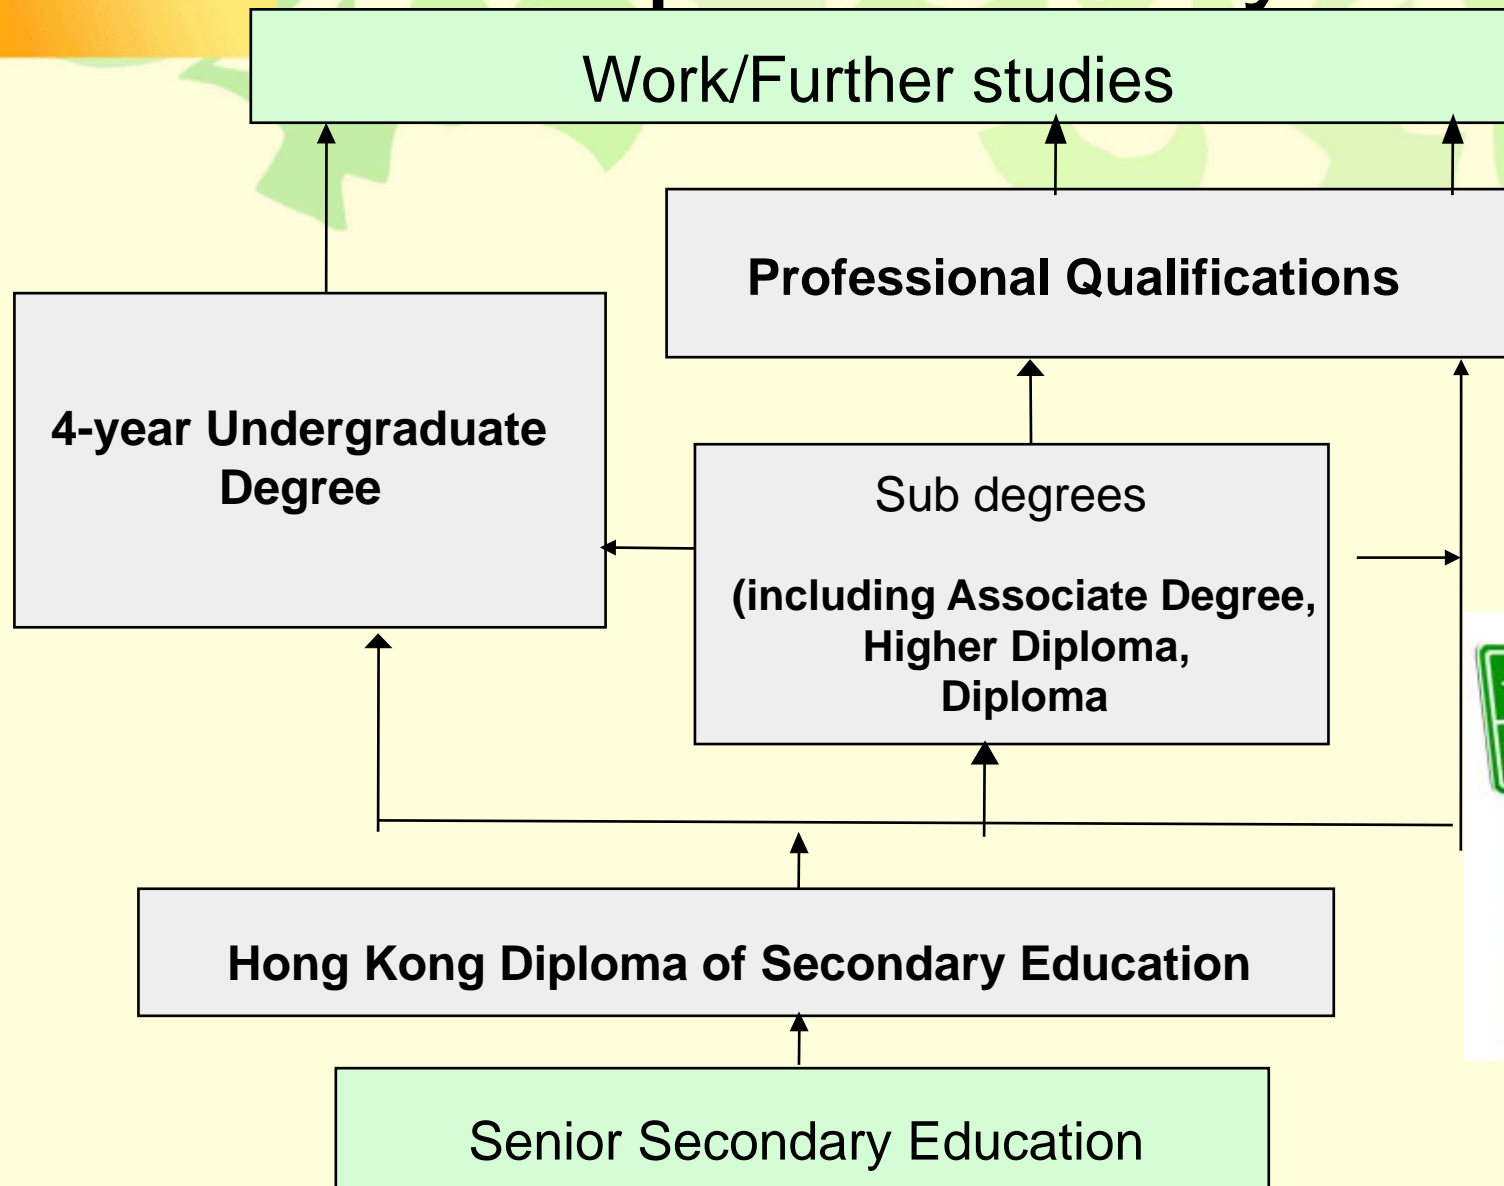 Work/Further studies
Professional Qualifications
4-year Undergraduate
Degree
Sub degrees
(including Associate Degree,
Higher Diploma,
Diploma
Hong Kong Diploma of Secondary Education
Senior Secondary Education